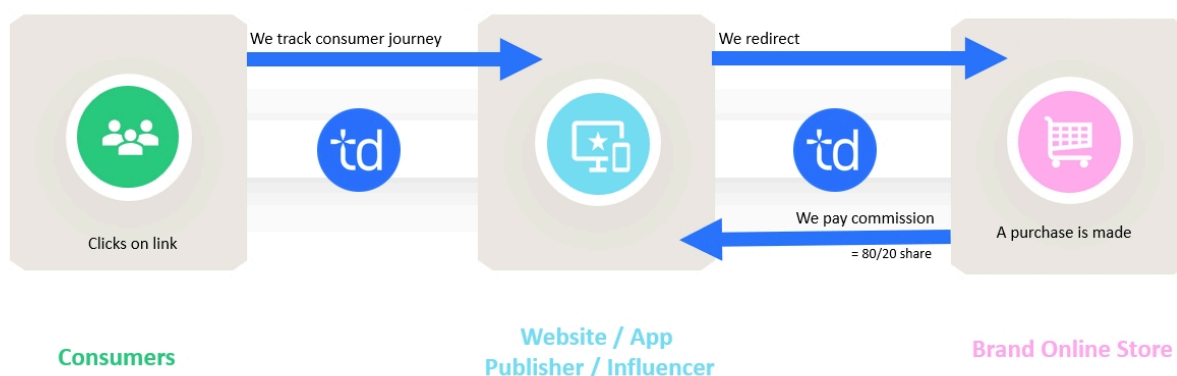 We track consumer journey
We redirect
td
td
Clicks on link
We pay commission
= 80/20 share
A purchase is made
Consumers
Website / App
Publisher / Influencer
Brand Online Store